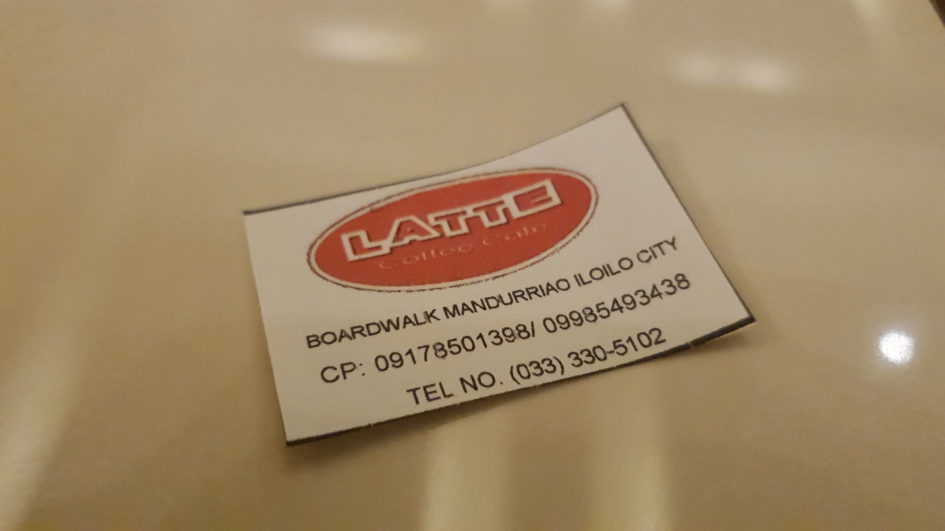 LATTE
Coffee Cafe
BOARDWALK MANDURRIAO ILOILO CITY
CP: 09178501398/ 09985493438
TEL NO. (033) 330-5102